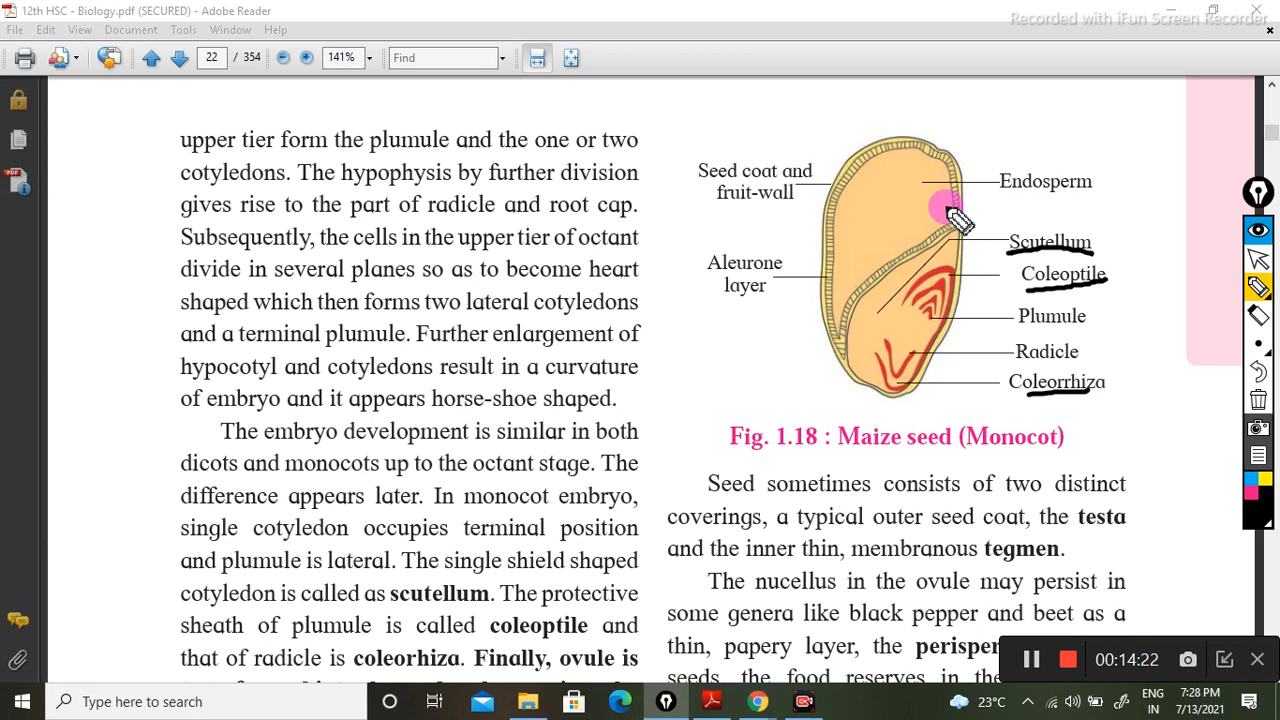 12th HSC - Biology.pdf (SECURED) - Adobe Reader
Recorded with iFun Screen Recorder
File Edit View Document Tools Window Help
22 / 354 141% Find
upper tier form the plumule and the one or two
cotyledons. The hypophysis by further division
gives rise to the part of radicle and root cap.
Subsequently, the cells in the upper tier of octant
divide in several planes so as to become heart
shaped which then forms two lateral cotyledons
and a terminal plumule. Further enlargement of
hypocotyl and cotyledons result in a curvature
of embryo and it appears horse-shoe shaped.
The embryo development is similar in both
dicots and monocots up to the octant stage. The
difference appears later. In monocot embryo,
single cotyledon occupies terminal position
and plumule is lateral. The single shield shaped
cotyledon is called as scutellum. The protective
sheath of plumule is called coleoptile and
that of radicle is coleorhiza. Finally, ovule is
Seed coat and
fruit-wall
Aleurone
layer
Endosperm
Scutellum
Coleoptile
Plumule
Radicle
Coleorrhiza
Fig. 1.18 : Maize seed (Monocot)
Seed sometimes consists of two distinct
coverings, a typical outer seed coat, the testa
and the inner thin, membranous tegmen.
The nucellus in the ovule may persist in
some genera like black pepper and beet as a
thin, papery layer, the perisper
seeds, the food reserves in the
00:14:22
Type here to search
23°C
ENG
IN
7:28 PM
7/13/2021